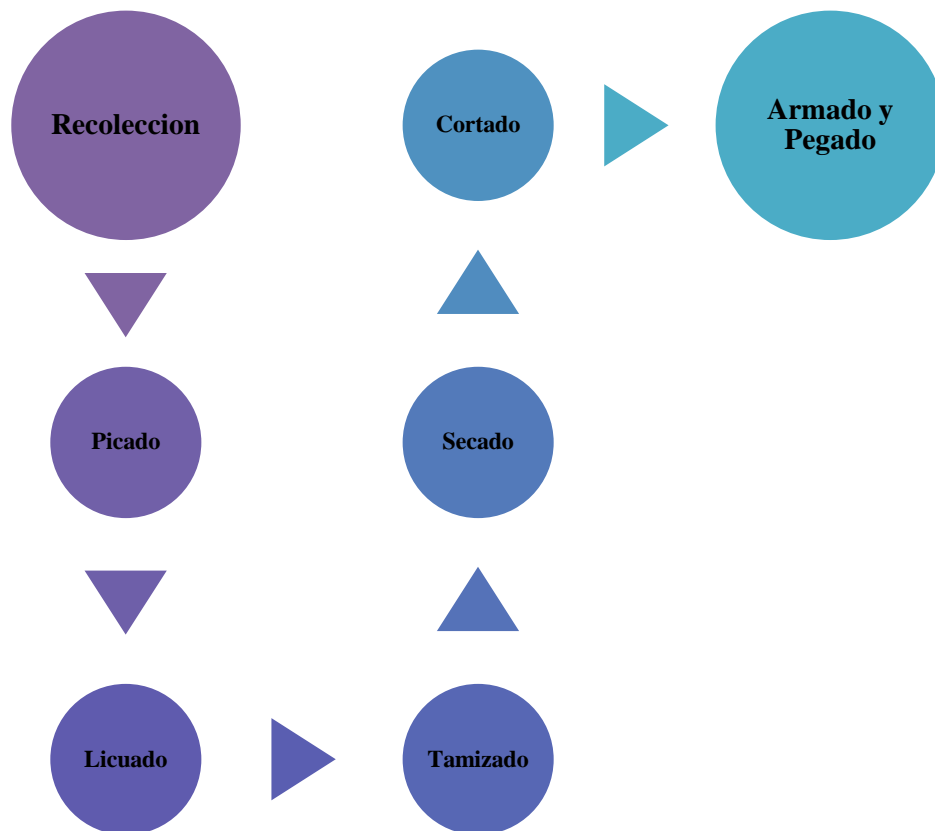 Recoleccion
Picado
Licuado
Tamizado
Secado
Cortado
Armado y
Pegado